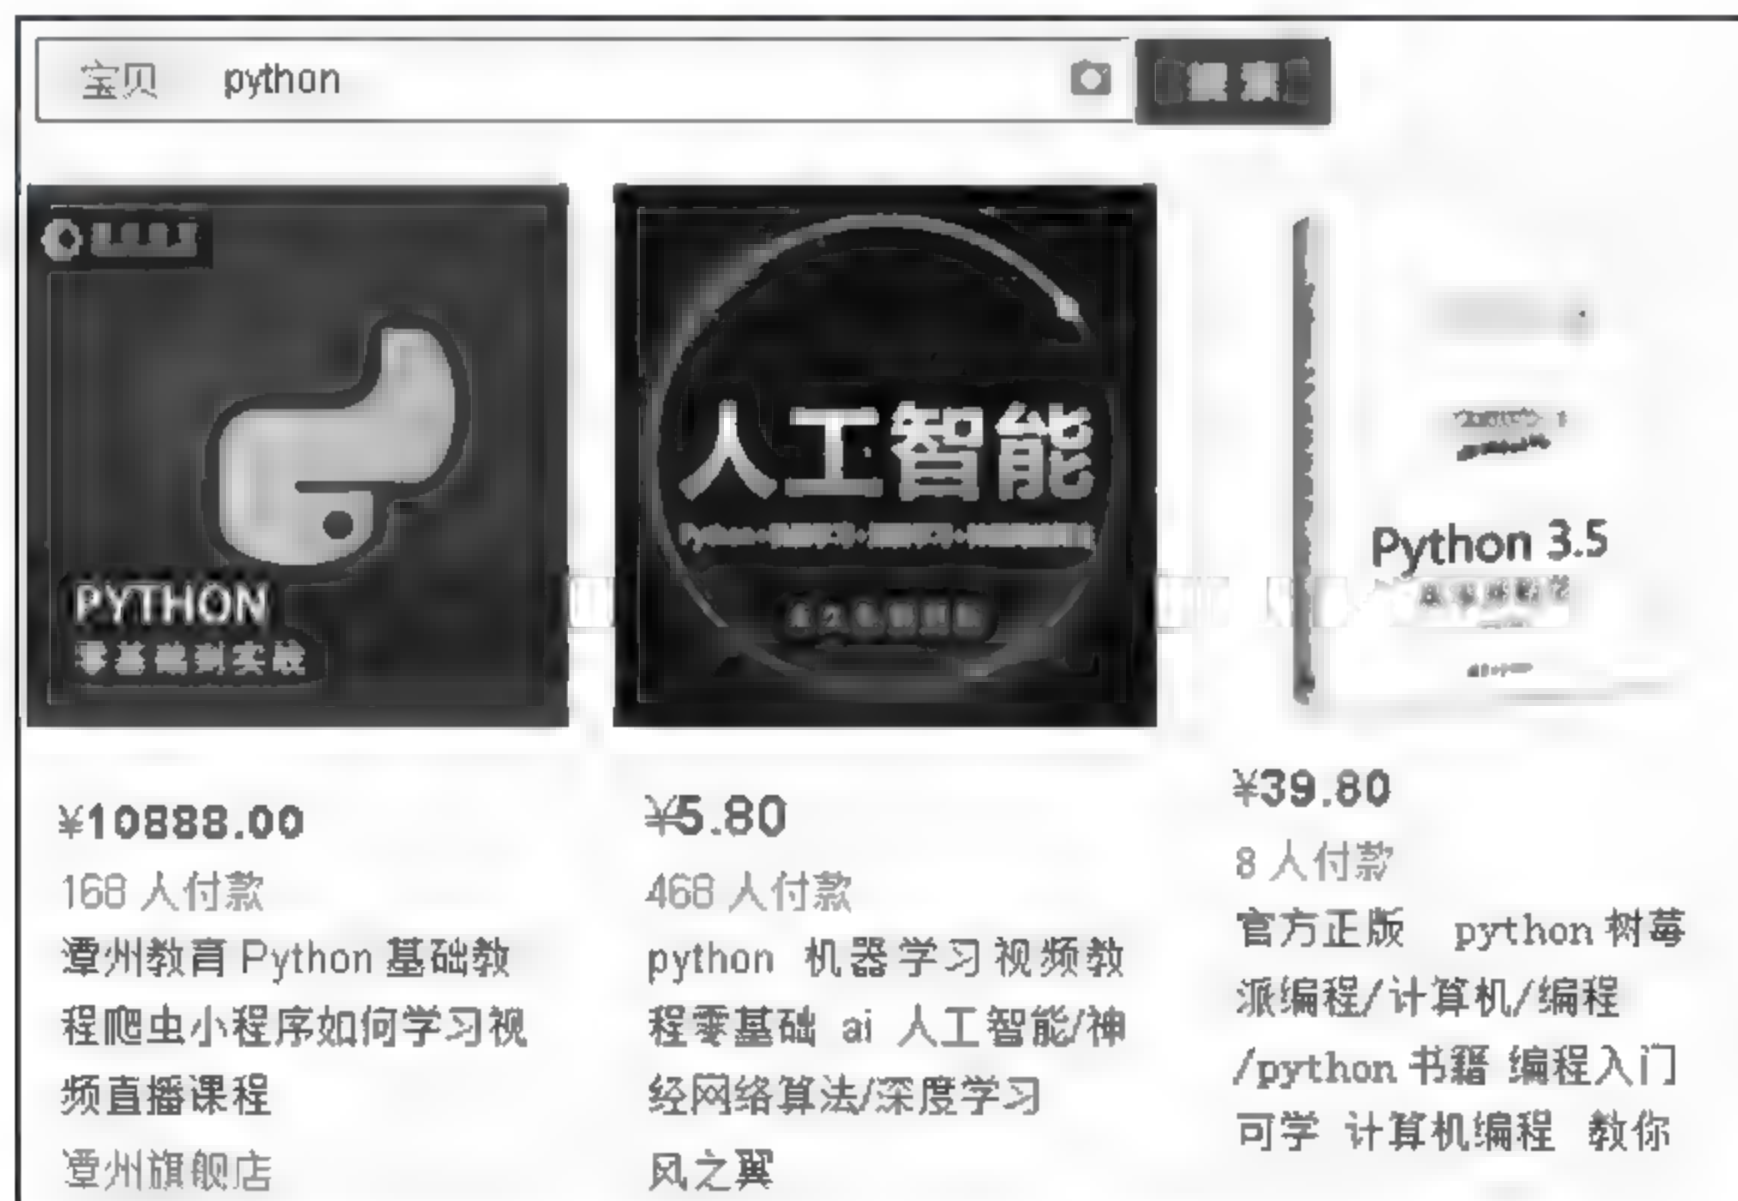 宝贝 python
人工智能
Python 3.5
PYTHON
零基础到实战
¥10888.00
168 人付款
潭州教育 Python 基础教
程爬虫小程序如何学习视
频直播课程
潭州旗舰店
¥5.80
468 人付款
python 机器学习视频教
程零基础 ai 人工智能/神
经网络算法/深度学习
风之翼
¥39.80
8 人付款
官方正版 python 树莓
派编程/计算机/编程
/python 书籍 编程入门
可学 计算机编程 教你